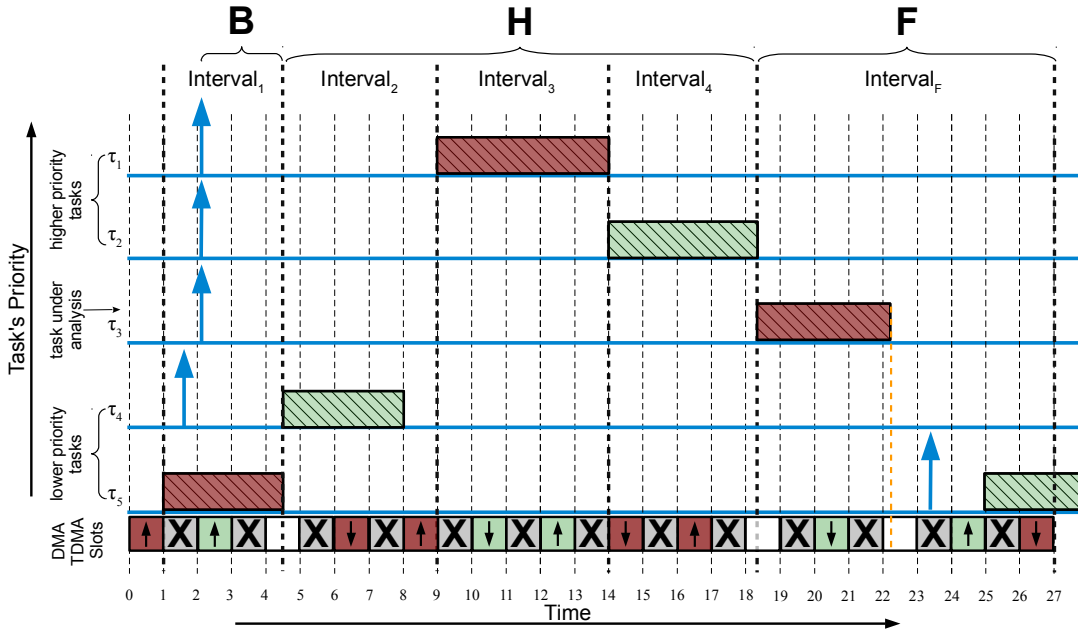 B H F
Interval₁ Interval₂ Interval₃ Interval₄ Interval_F
Task's Priority
higher priority
tasks
τ₁
τ₂
task under
analysis
τ₃
lower priority
tasks
τ₄
τ₅
DMA
TDMA
Slots
X X X X X X X X X X X X X X
0 1 2 3 4 5 6 7 8 9 10 11 12 13 14 15 16 17 18 19 20 21 22 23 24 25 26 27
Time